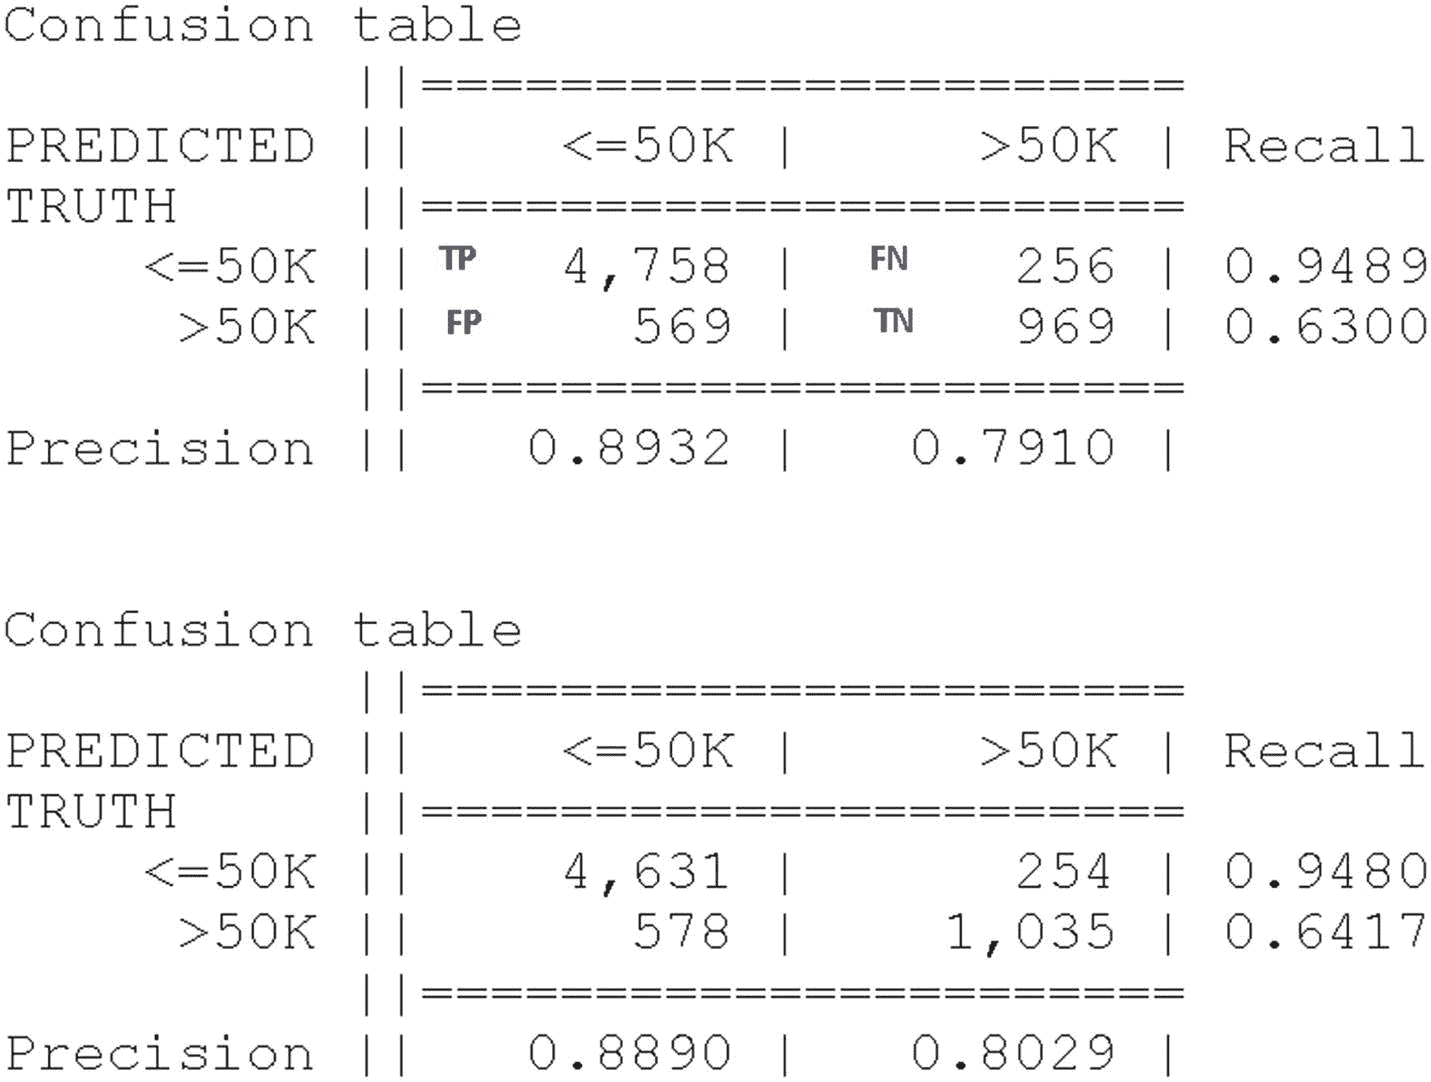 Confusion table
||======================
PREDICTED || <=50K | >50K | Recall
TRUTH ||======================
<=50K || TP 4,758 | FN 256 | 0.9489
>50K || FP 569 | TN 969 | 0.6300
||======================
Precision || 0.8932 | 0.7910 |
Confusion table
||======================
PREDICTED || <=50K | >50K | Recall
TRUTH ||======================
<=50K || 4,631 | 254 | 0.9480
>50K || 578 | 1,035 | 0.6417
||======================
Precision || 0.8890 | 0.8029 |